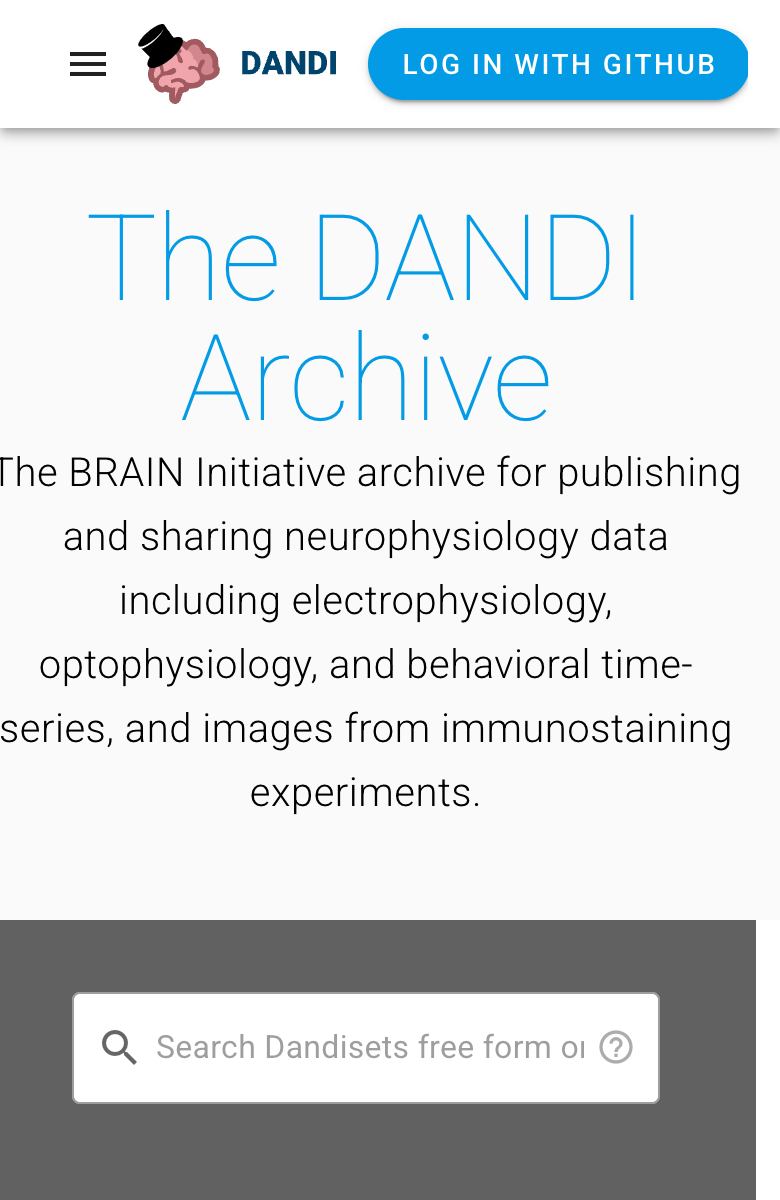 DANDI
LOG IN WITH GITHUB
The DANDI
Archive
The BRAIN Initiative archive for publishing
and sharing neurophysiology data
including electrophysiology,
optophysiology, and behavioral time-
series, and images from immunostaining
experiments.
Search Dandisets free form or